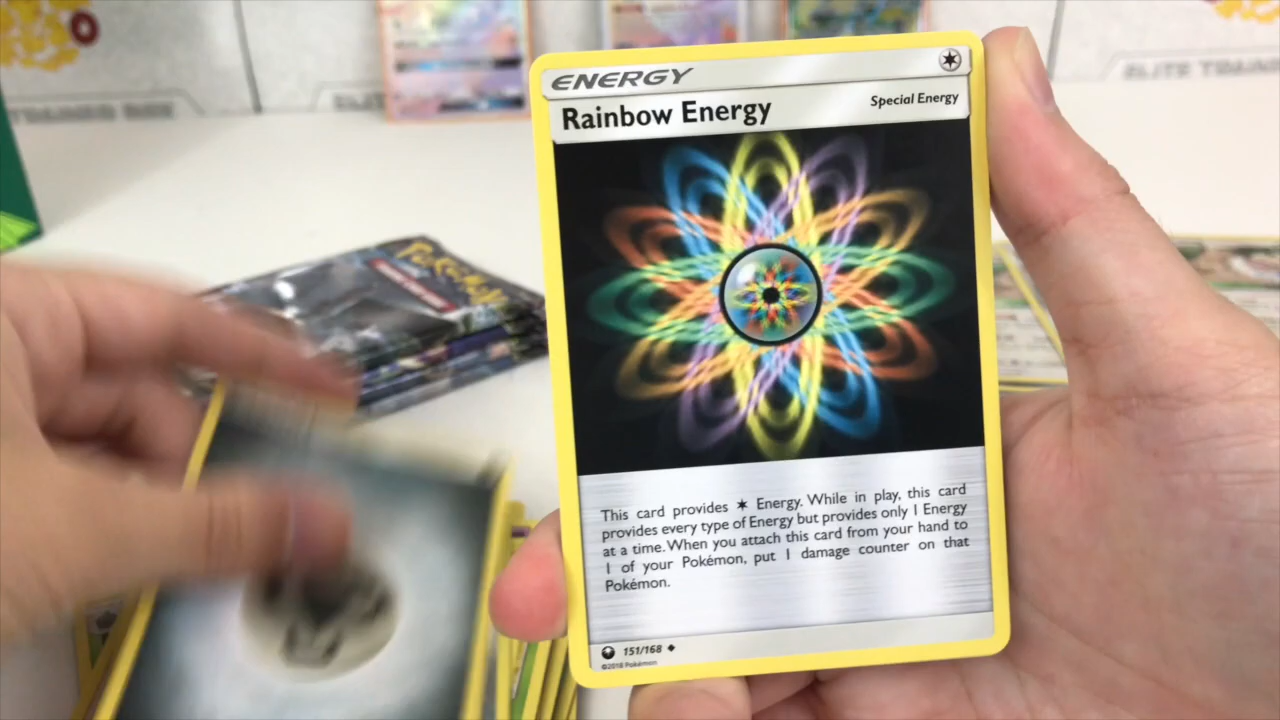 ELITE TRAINER
ENERGY
Rainbow Energy
Special Energy
Pokémon
This card provides ✶ Energy. While in play, this card
provides every type of Energy but provides only 1 Energy
at a time. When you attach this card from your hand to
1 of your Pokémon, put 1 damage counter on that
Pokémon.
151/168 ◆
©2018 Pokémon